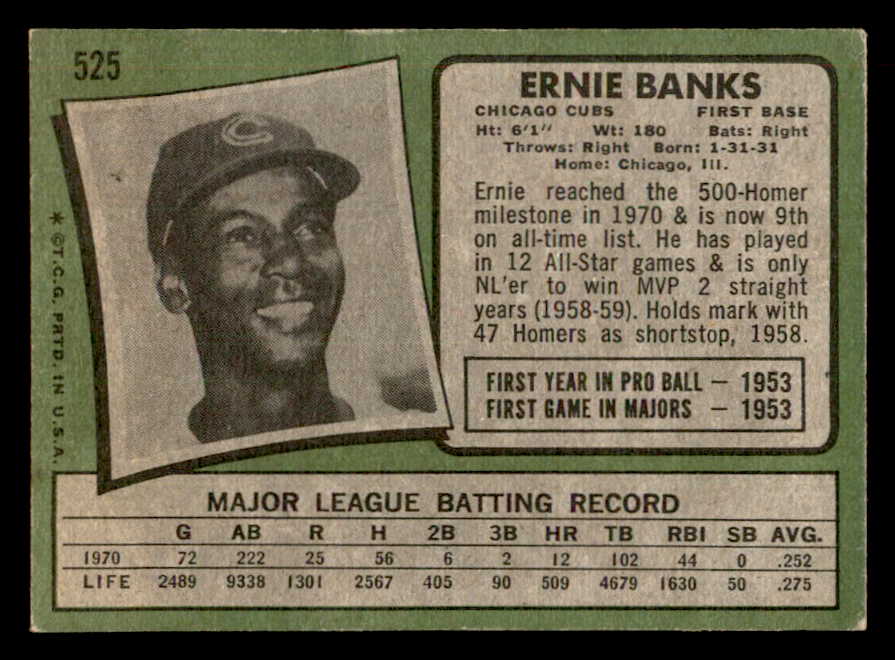 525
ERNIE BANKS
CHICAGO CUBS FIRST BASE
Ht: 6'1" Wt: 180 Bats: Right
Throws: Right Born: 1-31-31
Home: Chicago, Ill.
Ernie reached the 500-Homer
milestone in 1970 & is now 9th
on all-time list. He has played
in 12 All-Star games & is only
NL'er to win MVP 2 straight
years (1958-59). Holds mark with
47 Homers as shortstop, 1958.
FIRST YEAR IN PRO BALL — 1953
FIRST GAME IN MAJORS — 1953
C
* ©T.C.G. PRTD. IN U.S.A.
MAJOR LEAGUE BATTING RECORD
G AB R H 2B 3B HR TB RBI SB AVG.
1970 72 222 25 56 6 2 12 102 44 0 .252
LIFE 2489 9338 1301 2567 405 90 509 4679 1630 50 .275